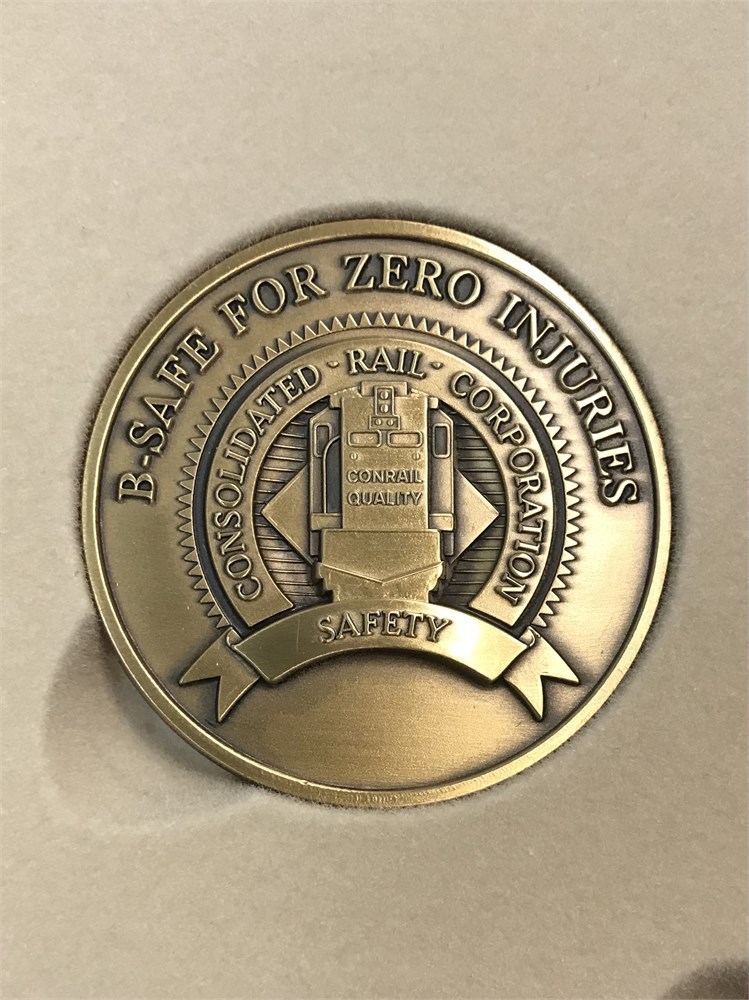 B-SAFE FOR ZERO INJURIES
CONSOLIDATED · RAIL · CORPORATION
CONRAIL
QUALITY
SAFETY